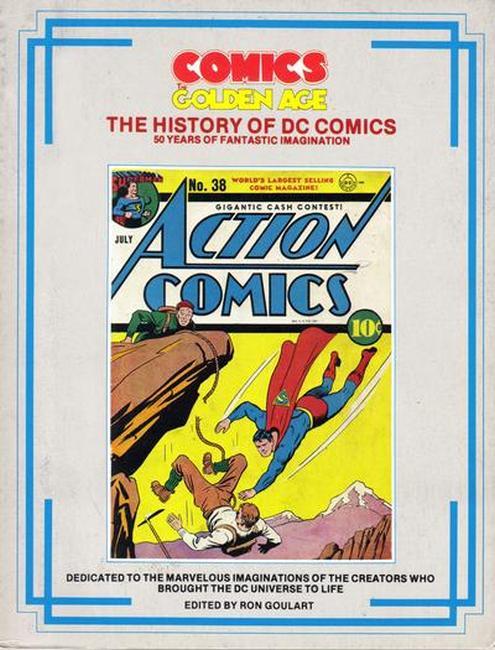 COMICS
THE
GOLDEN AGE
THE HISTORY OF DC COMICS
50 YEARS OF FANTASTIC IMAGINATION
SUPERMAN
No. 38
WORLD'S LARGEST SELLING
COMIC MAGAZINE!
GIGANTIC CASH CONTEST!
JULY
ACTION
COMICS
10¢
DEDICATED TO THE MARVELOUS IMAGINATIONS OF THE CREATORS WHO
BROUGHT THE DC UNIVERSE TO LIFE
EDITED BY RON GOULART